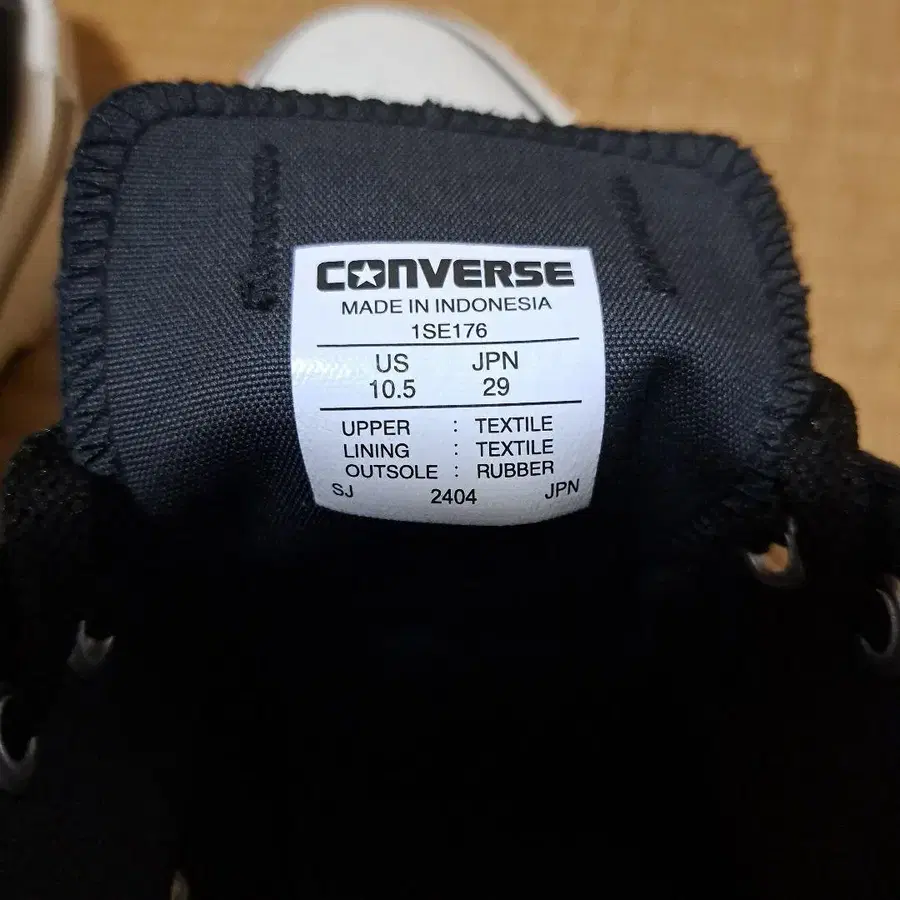 CONVERSE
MADE IN INDONESIA
1SE176
US JPN
10.5 29
UPPER : TEXTILE
LINING : TEXTILE
OUTSOLE : RUBBER
SJ 2404 JPN